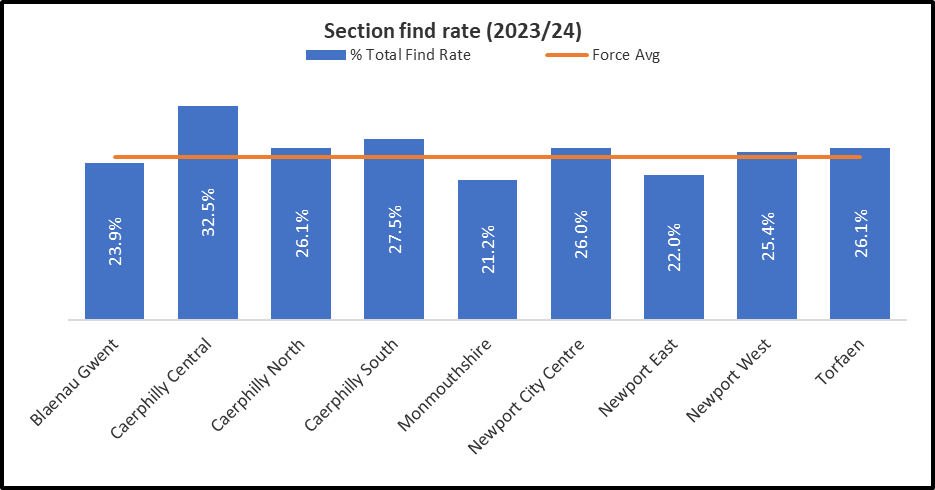 Section find rate (2023/24)
% Total Find Rate
Force Avg
23.9%
32.5%
26.1%
27.5%
21.2%
26.0%
22.0%
25.4%
26.1%
Blaenau Gwent
Caerphilly Central
Caerphilly North
Caerphilly South
Monmouthshire
Newport City Centre
Newport East
Newport West
Torfaen